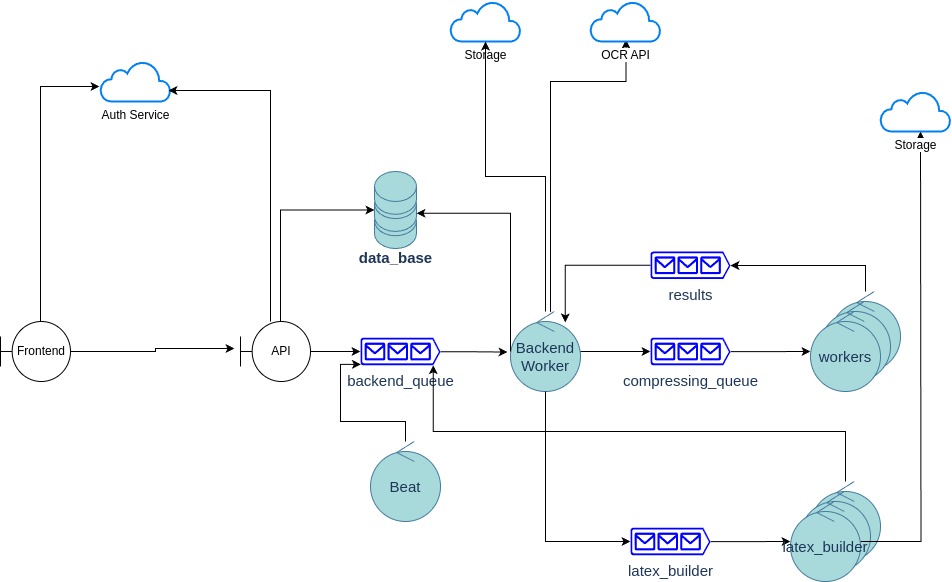 Storage
OCR API
Auth Service
Storage
data_base
results
Frontend
API
backend_queue
Backend
Worker
compressing_queue
workers
Beat
latex_builder
latex_builder